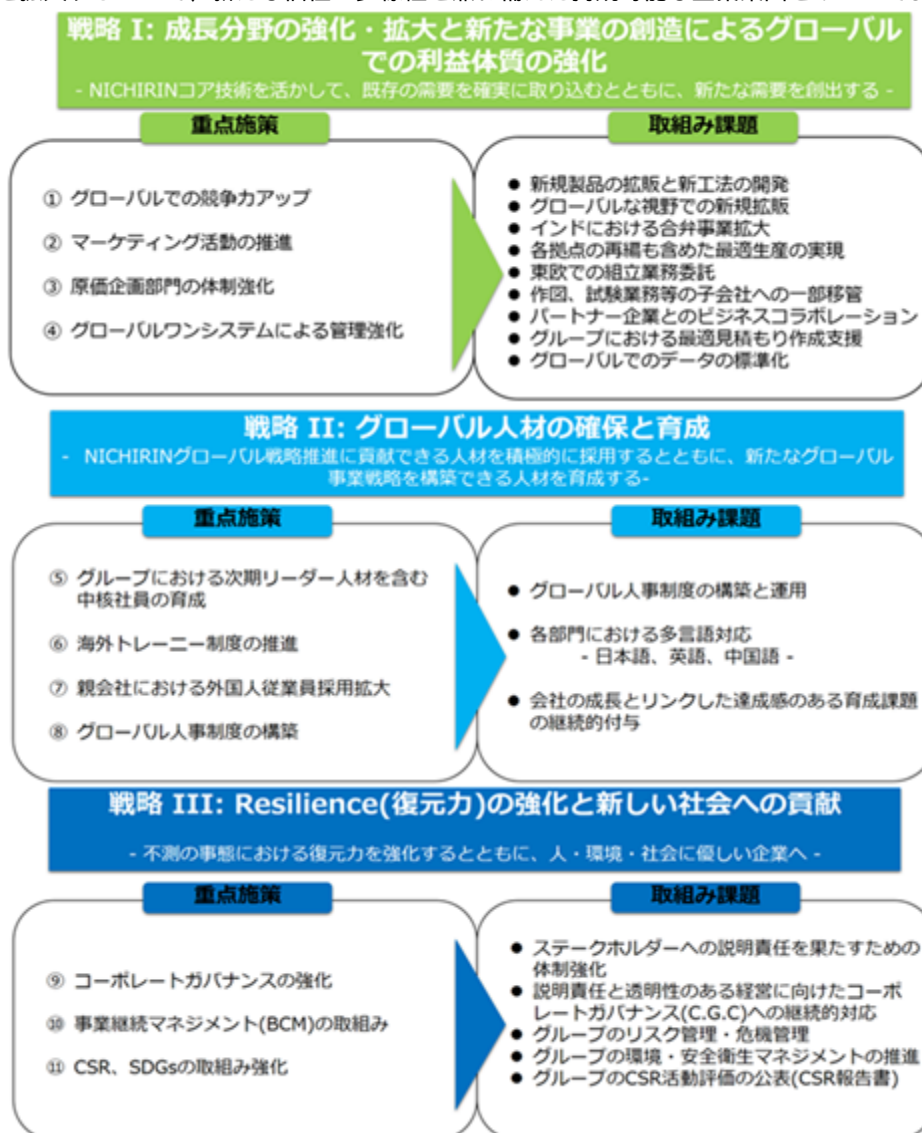 戦略 I: 成長分野の強化・拡大と新たな事業の創造によるグローバル
での利益体質の強化
- NICHIRINコア技術を活かして、既存の需要を確実に取り込むとともに、新たな需要を創出する -
重点施策
① グローバルでの競争力アップ
② マーケティング活動の推進
③ 原価企画部門の体制強化
④ グローバルワンシステムによる管理強化
取組み課題
● 新規製品の拡販と新工法の開発
● グローバルな視野での新規拡販
● インドにおける合弁事業拡大
● 各拠点の再編も含めた最適生産の実現
● 東欧での組立業務委託
● 作図、試験業務等の子会社への一部移管
● パートナー企業とのビジネスコラボレーション
● グループにおける最適見積もり作成支援
● グローバルでのデータの標準化
戦略 II: グローバル人材の確保と育成
- NICHIRINグローバル戦略推進に貢献できる人材を積極的に採用するとともに、新たなグローバル
事業戦略を構築できる人材を育成する-
重点施策
⑤ グループにおける次期リーダー人材を含む
中核社員の育成
⑥ 海外トレーニー制度の推進
⑦ 親会社における外国人従業員採用拡大
⑧ グローバル人事制度の構築
取組み課題
● グローバル人事制度の構築と運用
● 各部門における多言語対応
- 日本語、英語、中国語 -
● 会社の成長とリンクした達成感のある育成課題
の継続的付与
戦略 III: Resilience(復元力)の強化と新しい社会への貢献
- 不測の事態における復元力を強化するとともに、人・環境・社会に優しい企業へ -
重点施策
⑨ コーポレートガバナンスの強化
⑩ 事業継続マネジメント(BCM)の取組み
⑪ CSR、SDGsの取組み強化
取組み課題
● ステークホルダーへの説明責任を果たすための
体制強化
● 説明責任と透明性のある経営に向けたコーポ
レートガバナンス(C.G.C)への継続的対応
● グループのリスク管理・危機管理
● グループの環境・安全衛生マネジメントの推進
● グループのCSR活動評価の公表(CSR報告書)